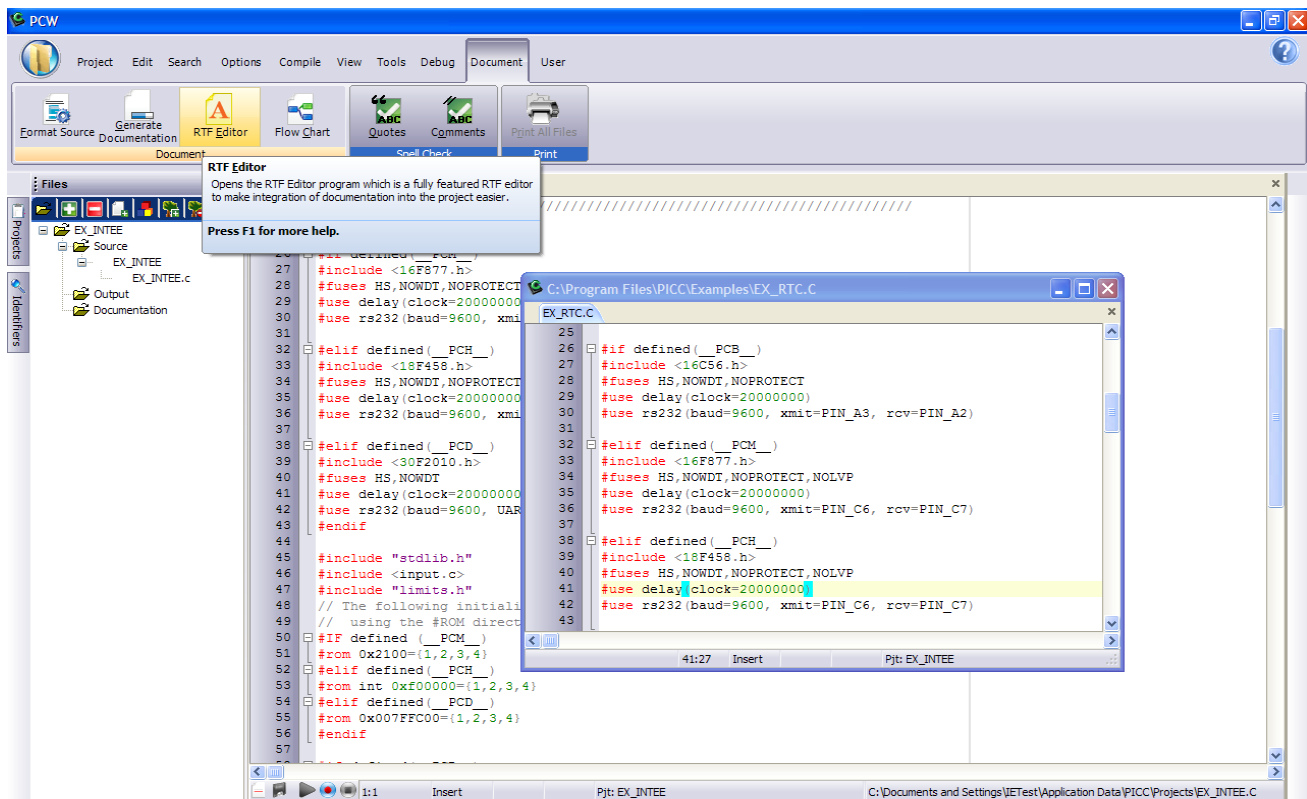 PCW
Project Edit Search Options Compile View Tools Debug Document User
Format Source
Generate Documentation
RTF Editor
Flow Chart
Quotes
Comments
Print All Files
Document
Spell Check
Print
RTF Editor
Opens the RTF Editor program which is a fully featured RTF editor
to make integration of documentation into the project easier.
Press F1 for more help.
Files
Projects
Identifiers
EX_INTEE
Source
EX_INTEE
EX_INTEE.c
Output
Documentation
27 #include <16F877.h>
28 #fuses HS,NOWDT,NOPROTECT
29 #use delay(clock=20000000
30 #use rs232(baud=9600, xmi
31
32 #elif defined(__PCH__)
33 #include <18F458.h>
34 #fuses HS,NOWDT,NOPROTECT
35 #use delay(clock=20000000
36 #use rs232(baud=9600, xmi
37
38 #elif defined(__PCD__)
39 #include <30F2010.h>
40 #fuses HS,NOWDT
41 #use delay(clock=20000000
42 #use rs232(baud=9600, UAR
43 #endif
44
45 #include "stdlib.h"
46 #include <input.c>
47 #include "limits.h"
48 // The following initiali
49 // using the #ROM direct
50 #IF defined (__PCM__)
51 #rom 0x2100={1,2,3,4}
52 #elif defined(__PCH__)
53 #rom int 0xf00000={1,2,3,4}
54 #elif defined(__PCD__)
55 #rom 0x007FFC00={1,2,3,4}
56 #endif
57
C:\Program Files\PICC\Examples\EX_RTC.C
EX_RTC.C
25
26 #if defined(__PCB__)
27 #include <16C56.h>
28 #fuses HS,NOWDT,NOPROTECT
29 #use delay(clock=20000000)
30 #use rs232(baud=9600, xmit=PIN_A3, rcv=PIN_A2)
31
32 #elif defined(__PCM__)
33 #include <16F877.h>
34 #fuses HS,NOWDT,NOPROTECT,NOLVP
35 #use delay(clock=20000000)
36 #use rs232(baud=9600, xmit=PIN_C6, rcv=PIN_C7)
37
38 #elif defined(__PCH__)
39 #include <18F458.h>
40 #fuses HS,NOWDT,NOPROTECT,NOLVP
41 #use delay(clock=20000000)
42 #use rs232(baud=9600, xmit=PIN_C6, rcv=PIN_C7)
43
41:27 Insert Pjt: EX_INTEE
1:1 Insert Pjt: EX_INTEE C:\Documents and Settings\IETest\Application Data\PICC\Projects\EX_INTEE.C